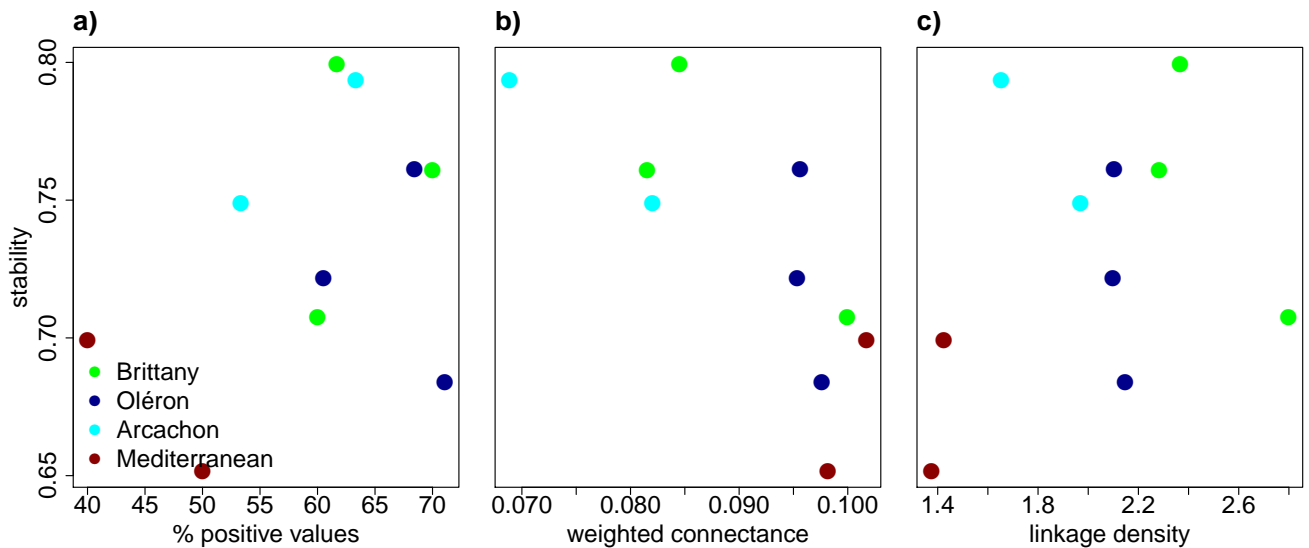 a)
b)
c)
stability
0.80
0.75
0.70
0.65
Brittany
Oléron
Arcachon
Mediterranean
40 45 50 55 60 65 70
0.070 0.080 0.090 0.100
1.4 1.8 2.2 2.6
% positive values
weighted connectance
linkage density